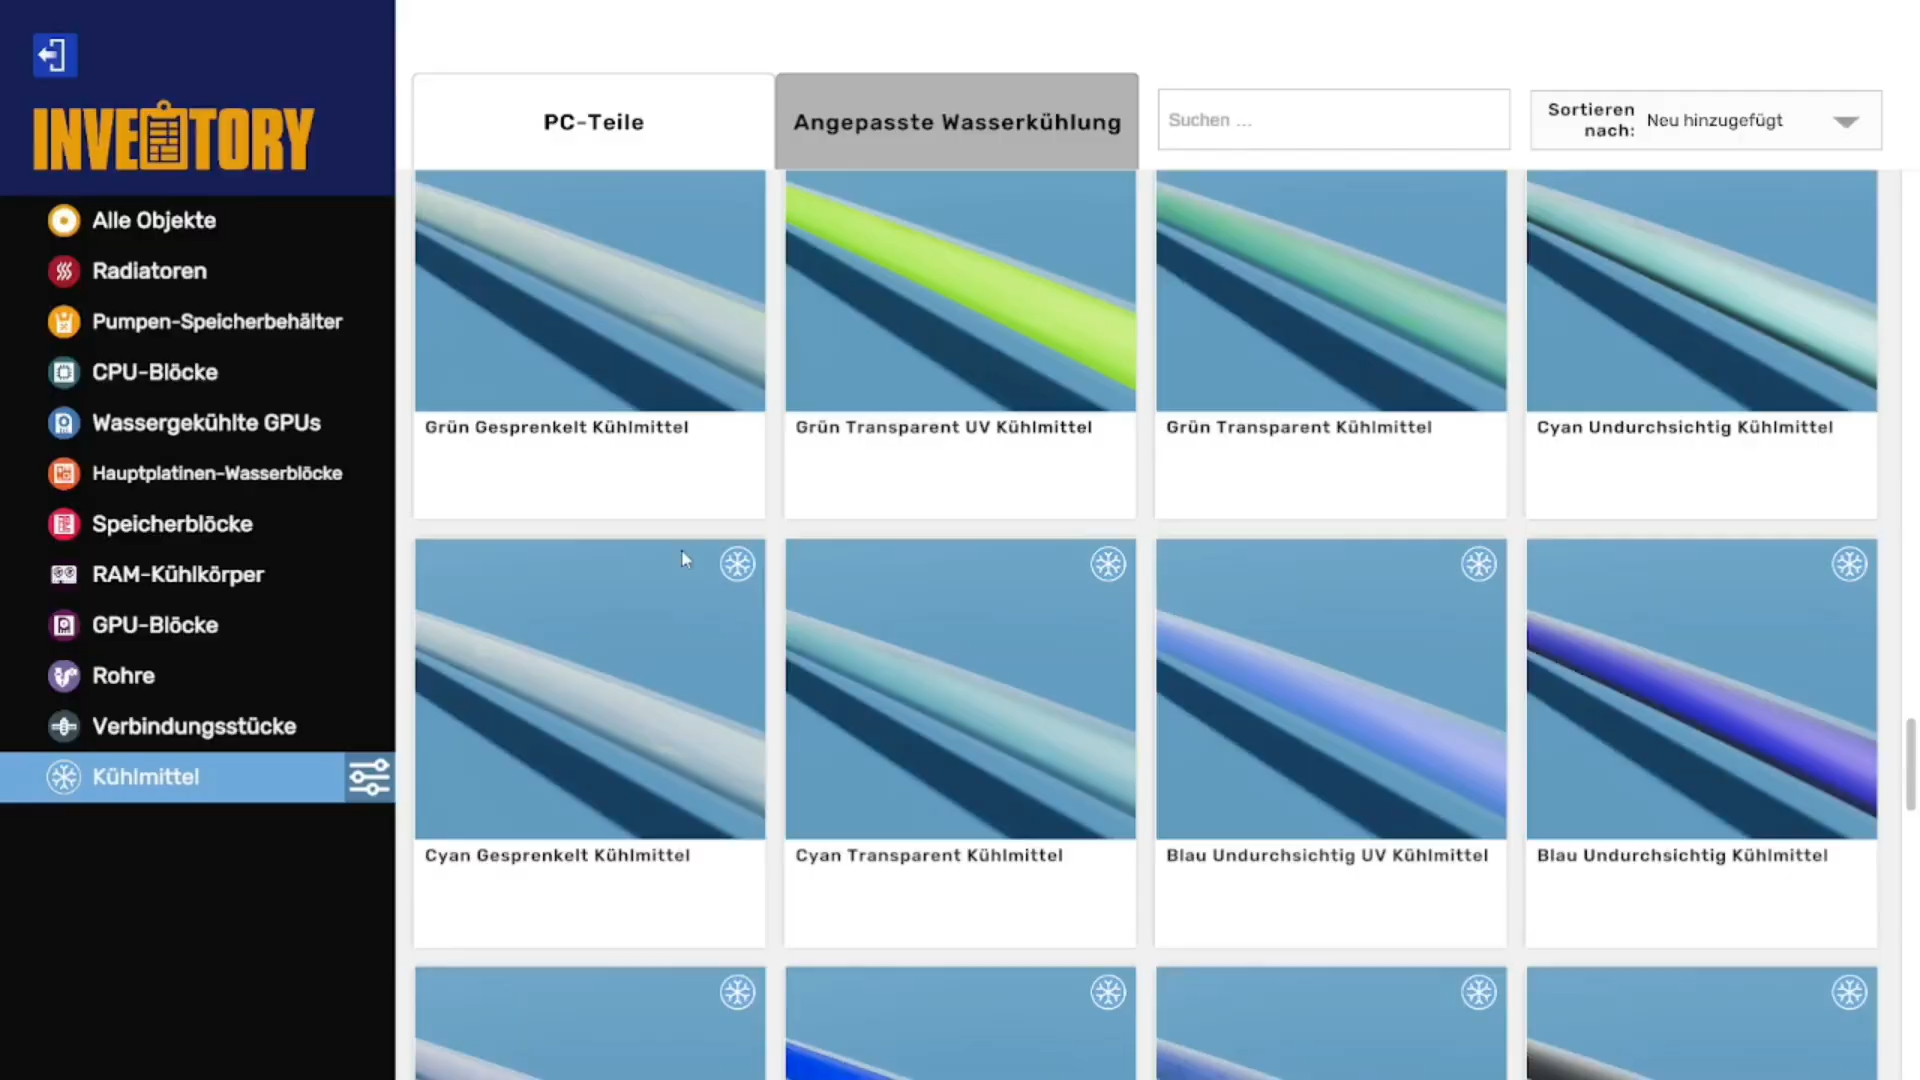 INVENTORY
Alle Objekte
Radiatoren
Pumpen-Speicherbehälter
CPU-Blöcke
Wassergekühlte GPUs
Hauptplatinen-Wasserblöcke
Speicherblöcke
RAM-Kühlkörper
GPU-Blöcke
Rohre
Verbindungsstücke
Kühlmittel
PC-Teile
Angepasste Wasserkühlung
Suchen ...
Sortieren
nach:
Neu hinzugefügt
Grün Gesprenkelt Kühlmittel
Grün Transparent UV Kühlmittel
Grün Transparent Kühlmittel
Cyan Undurchsichtig Kühlmittel
Cyan Gesprenkelt Kühlmittel
Cyan Transparent Kühlmittel
Blau Undurchsichtig UV Kühlmittel
Blau Undurchsichtig Kühlmittel